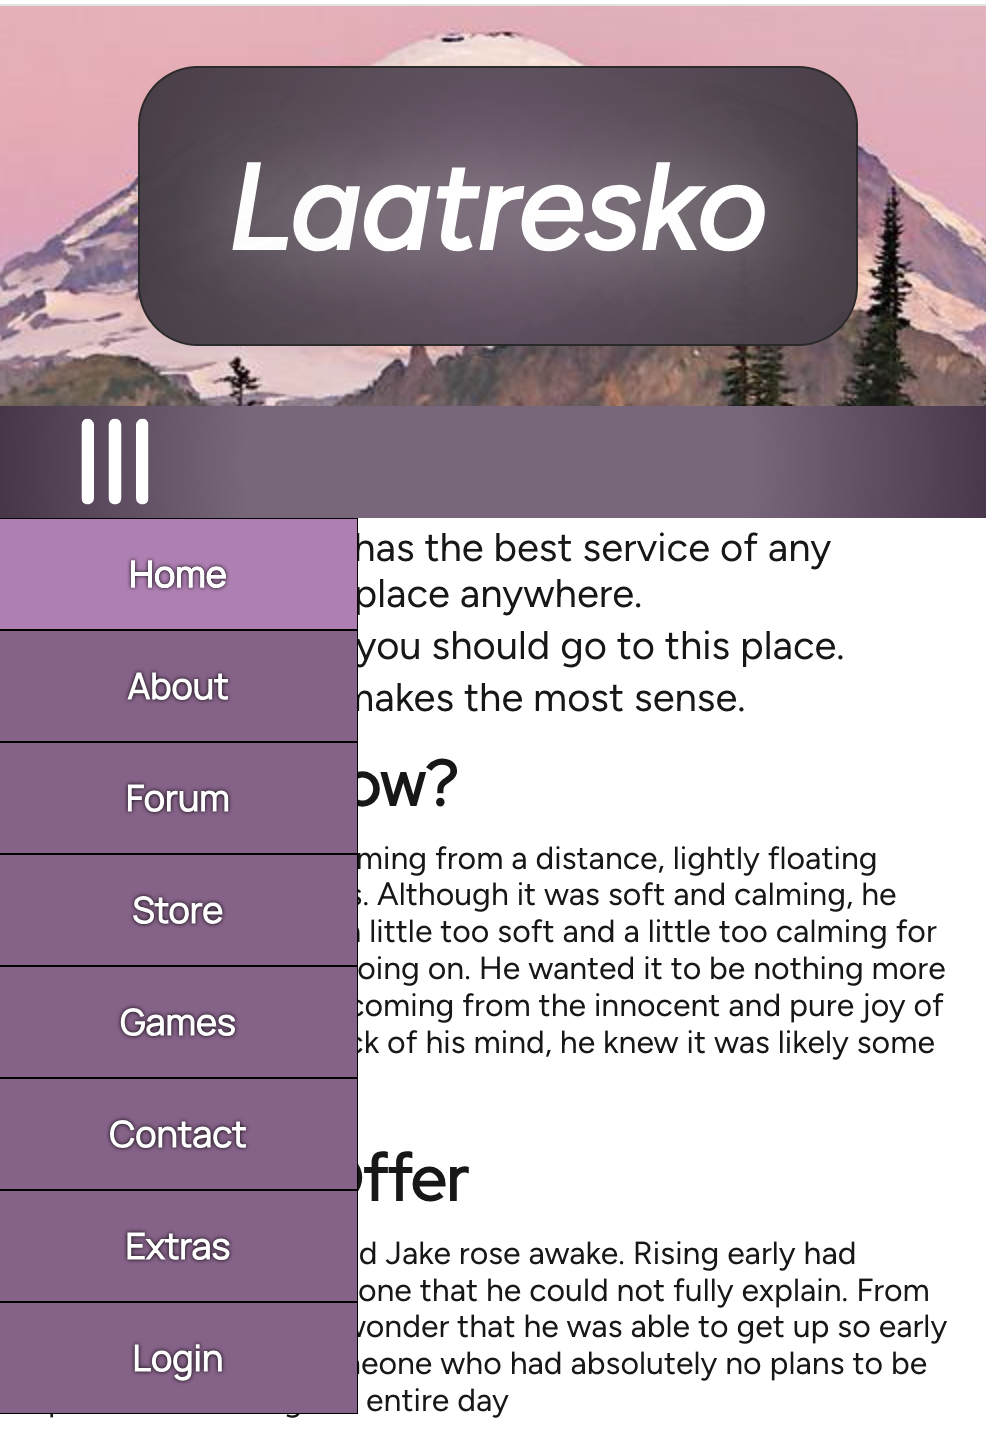 Laatresko
Home
About
Forum
Store
Games
Contact
Extras
Login
has the best service of any
place anywhere.
you should go to this place.
makes the most sense.
ow?
ming from a distance, lightly floating
s. Although it was soft and calming, he
little too soft and a little too calming for
oing on. He wanted it to be nothing more
coming from the innocent and pure joy of
ck of his mind, he knew it was likely some
Offer
d Jake rose awake. Rising early had
one that he could not fully explain. From
wonder that he was able to get up so early
meone who had absolutely no plans to be
entire day